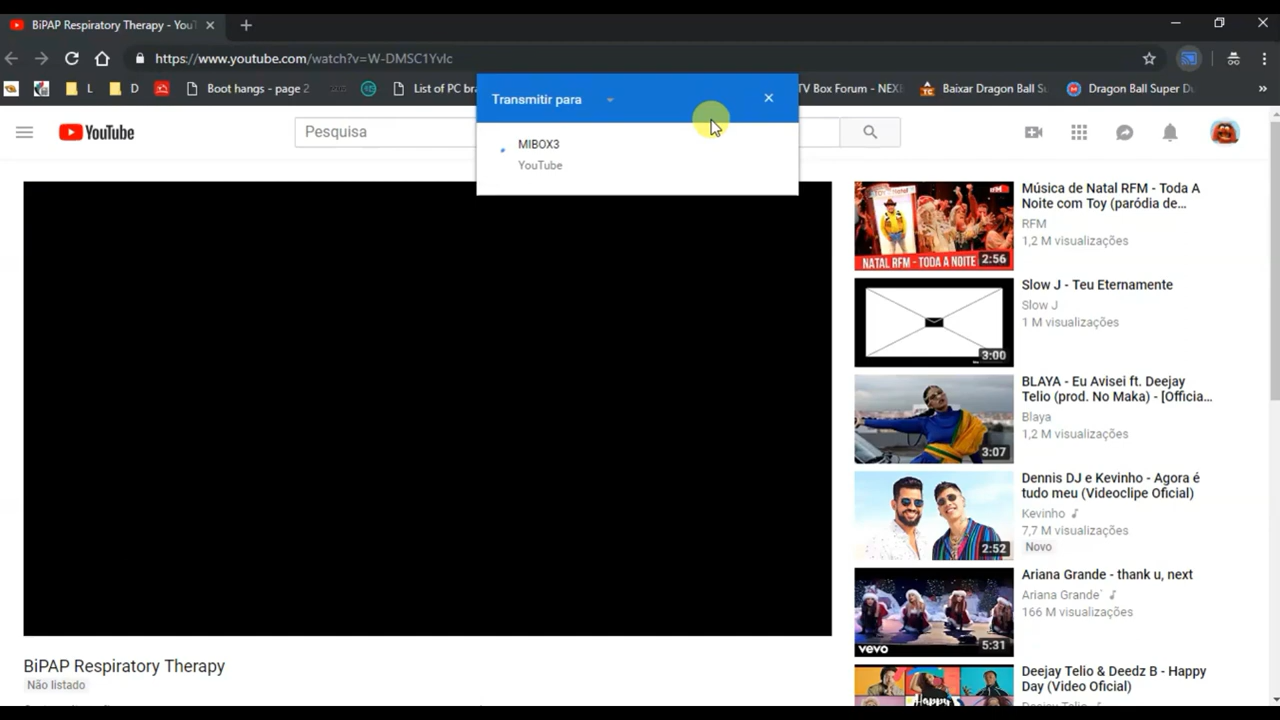 BiPAP Respiratory Therapy - You
https://www.youtube.com/watch?v=W-DMSC1YvIc
L
D
Boot hangs - page 2
List of PC bra
TV Box Forum - NEX
Baixar Dragon Ball Su
Dragon Ball Super Du
Transmitir para
MIBOX3
YouTube
YouTube
Pesquisa
Música de Natal RFM - Toda A
Noite com Toy (paródia de...
RFM
1,2 M visualizações
NATAL RFM - TODA A NOITE
2:56
Slow J - Teu Eternamente
Slow J
1 M visualizações
3:00
BLAYA - Eu Avisei ft. Deejay
Telio (prod. No Maka) - [Officia...
Blaya
1,2 M visualizações
3:07
Dennis DJ e Kevinho - Agora é
tudo meu (Videoclipe Oficial)
Kevinho
7,7 M visualizações
Novo
2:52
Ariana Grande - thank u, next
Ariana Grande
166 M visualizações
vevo
5:31
Deejay Telio & Deedz B - Happy
Day (Video Oficial)
Happy
BiPAP Respiratory Therapy
Não listado